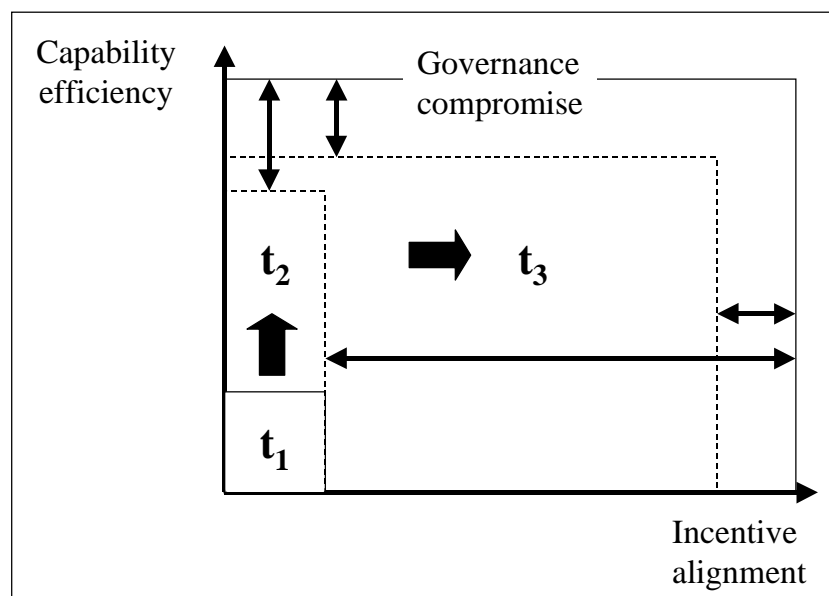 Capability
efficiency
Governance
compromise
t₂
t₃
t₁
Incentive
alignment